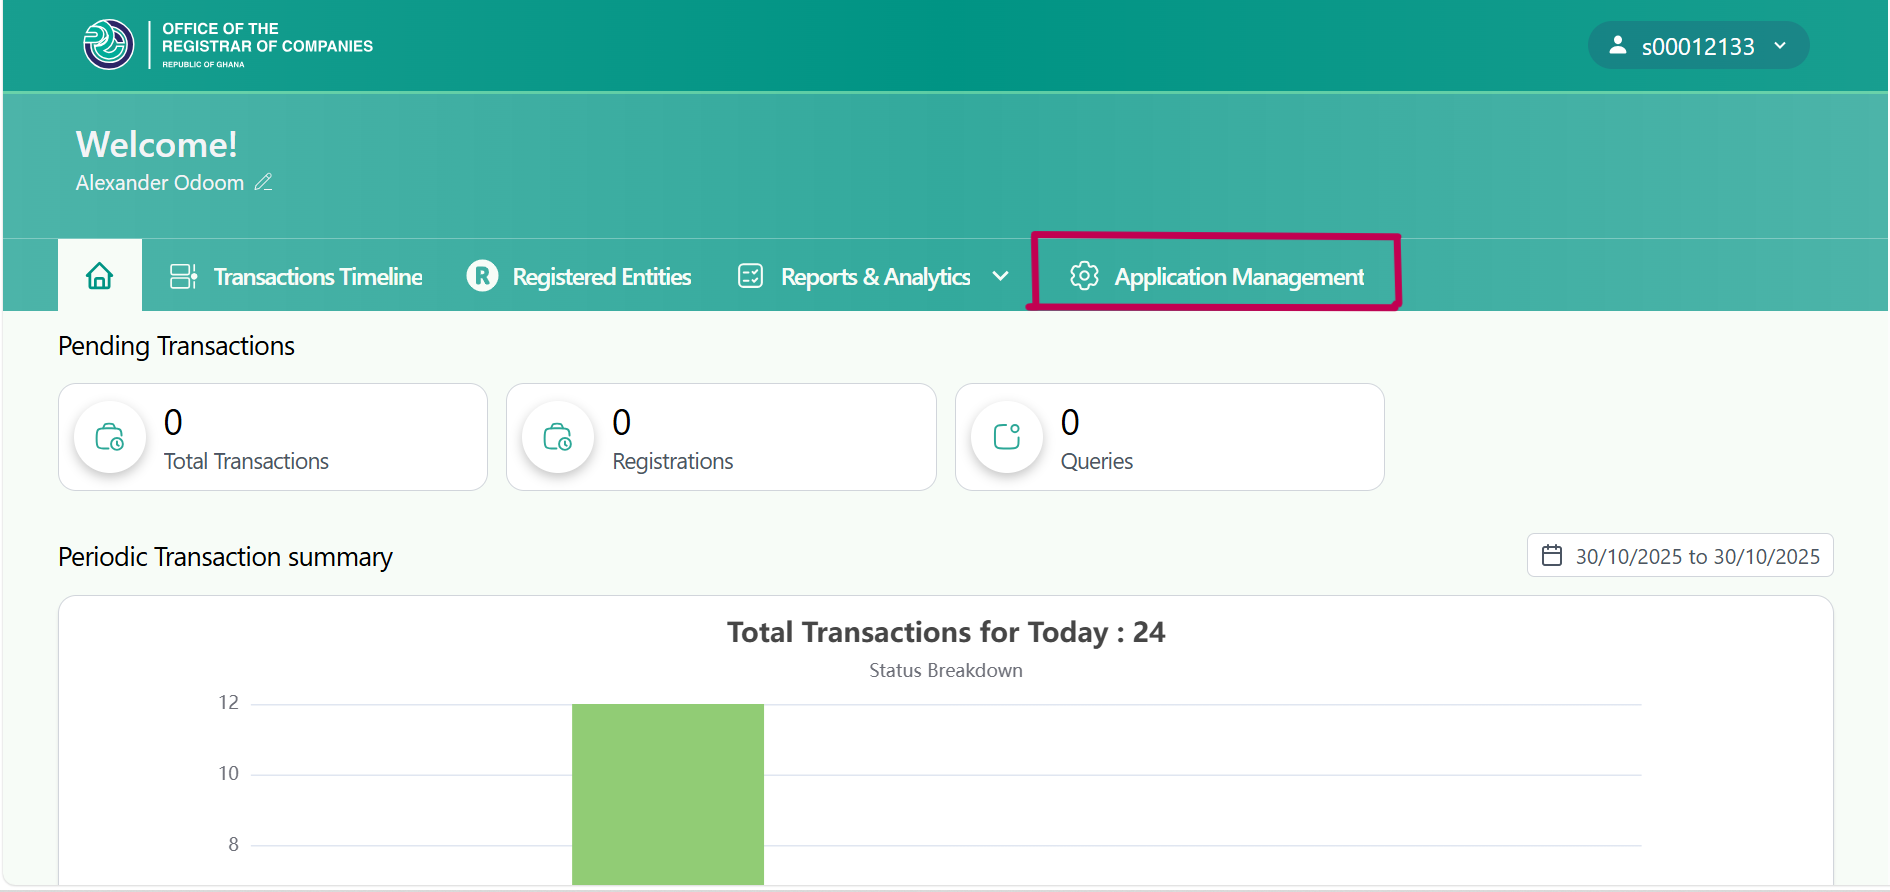 OFFICE OF THE
REGISTRAR OF COMPANIES
REPUBLIC OF GHANA
s00012133
Welcome!
Alexander Odoom
Transactions Timeline
R Registered Entities
Reports & Analytics
Application Management
Pending Transactions
0
Total Transactions
0
Registrations
0
Queries
Periodic Transaction summary
30/10/2025 to 30/10/2025
Total Transactions for Today : 24
Status Breakdown
12
10
8